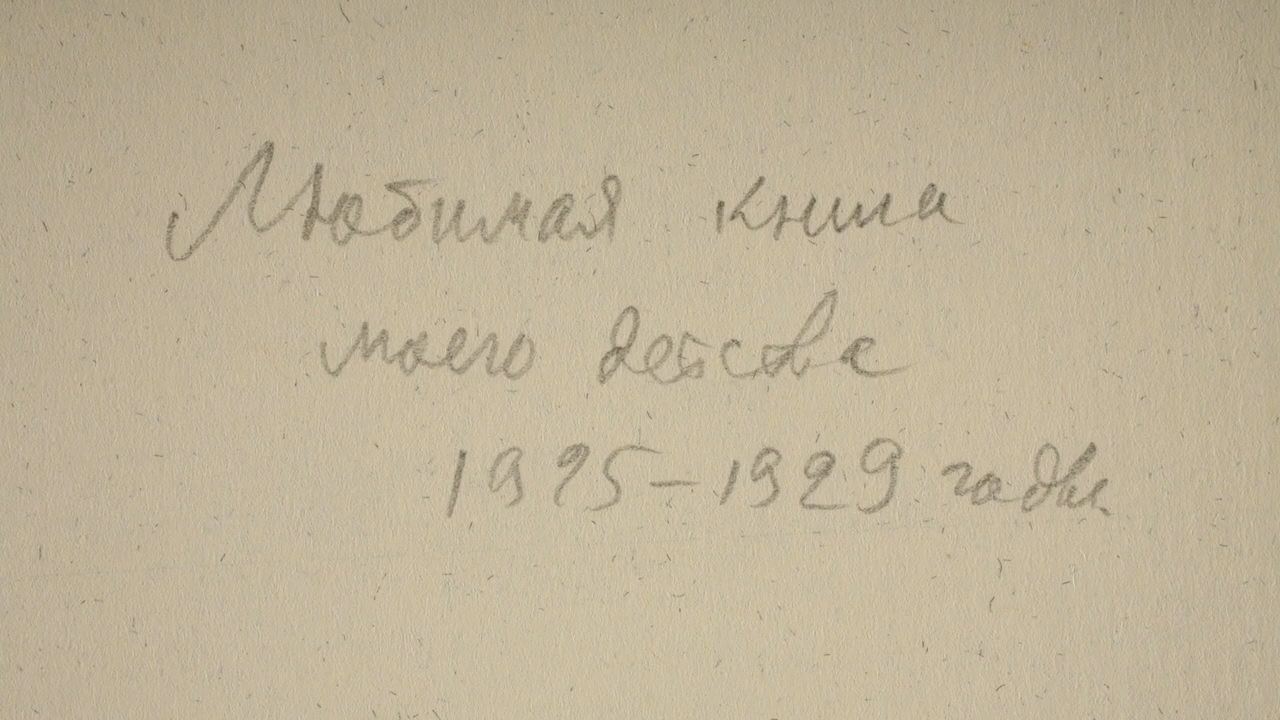 Любимая книга
моего детства
1925-1929 годы.